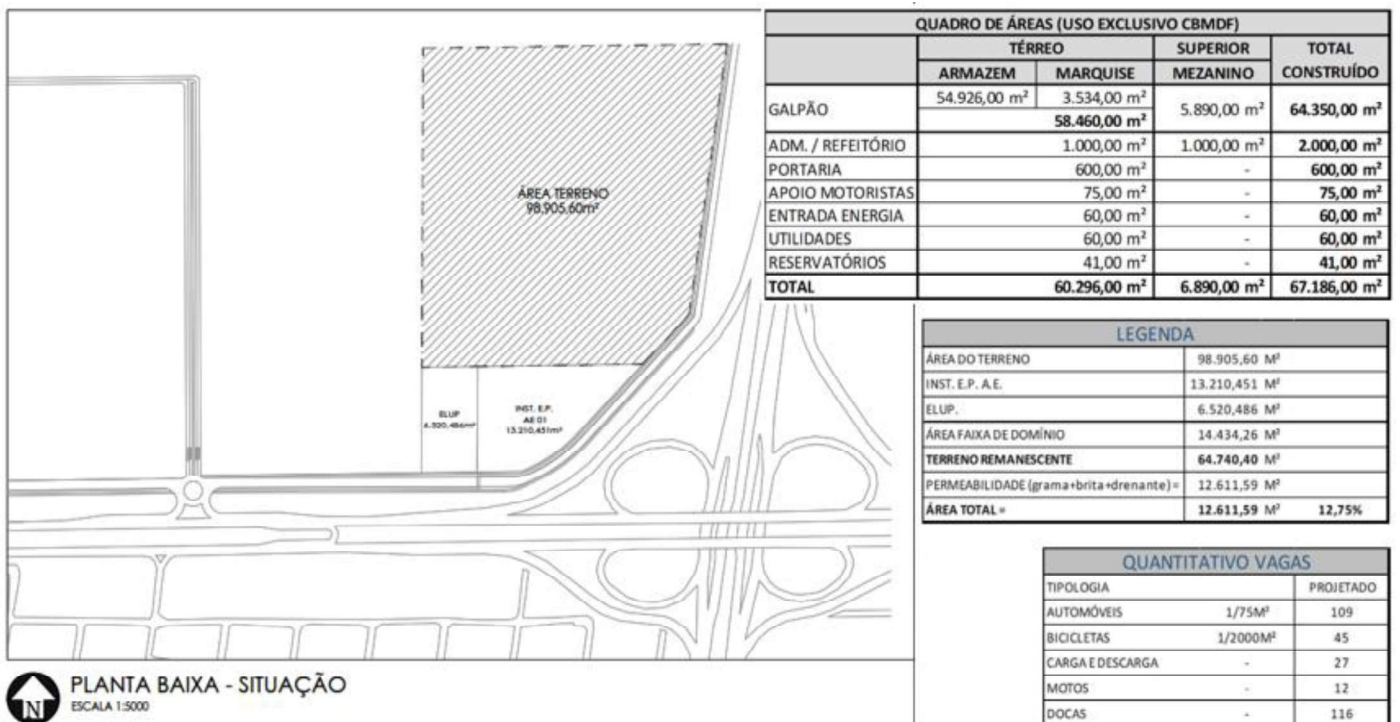 QUADRO DE ÁREAS (USO EXCLUSIVO CBMDF)
TÉRREO SUPERIOR TOTAL
ARMAZEM MARQUISE MEZANINO CONSTRUÍDO
GALPÃO 54.926,00 m² 3.534,00 m² 5.890,00 m² 64.350,00 m²
58.460,00 m²
ADM. / REFEITÓRIO 1.000,00 m² 1.000,00 m² 2.000,00 m²
PORTARIA 600,00 m² - 600,00 m²
APOIO MOTORISTAS 75,00 m² - 75,00 m²
ENTRADA ENERGIA 60,00 m² - 60,00 m²
UTILIDADES 60,00 m² - 60,00 m²
RESERVATÓRIOS 41,00 m² - 41,00 m²
TOTAL 60.296,00 m² 6.890,00 m² 67.186,00 m²
ÁREA TERRENO
98.905,60m²
ELUP
6.520,486m²
INST. E.P.
AE 01
13.210,451m²
LEGENDA
ÁREA DO TERRENO 98.905,60 M²
INST. E.P. A.E. 13.210,451 M²
ELUP. 6.520,486 M²
ÁREA FAIXA DE DOMÍNIO 14.434,26 M²
TERRENO REMANESCENTE 64.740,40 M²
PERMEABILIDADE (grama+brita+drenante)= 12.611,59 M²
ÁREA TOTAL = 12.611,59 M² 12,75%
QUANTITATIVO VAGAS
TIPOLOGIA PROJETADO
AUTOMÓVEIS 1/75M² 109
BICICLETAS 1/2000M² 45
CARGA E DESCARGA - 27
MOTOS - 12
DOCAS - 116
N
PLANTA BAIXA - SITUAÇÃO
ESCALA 1:5000